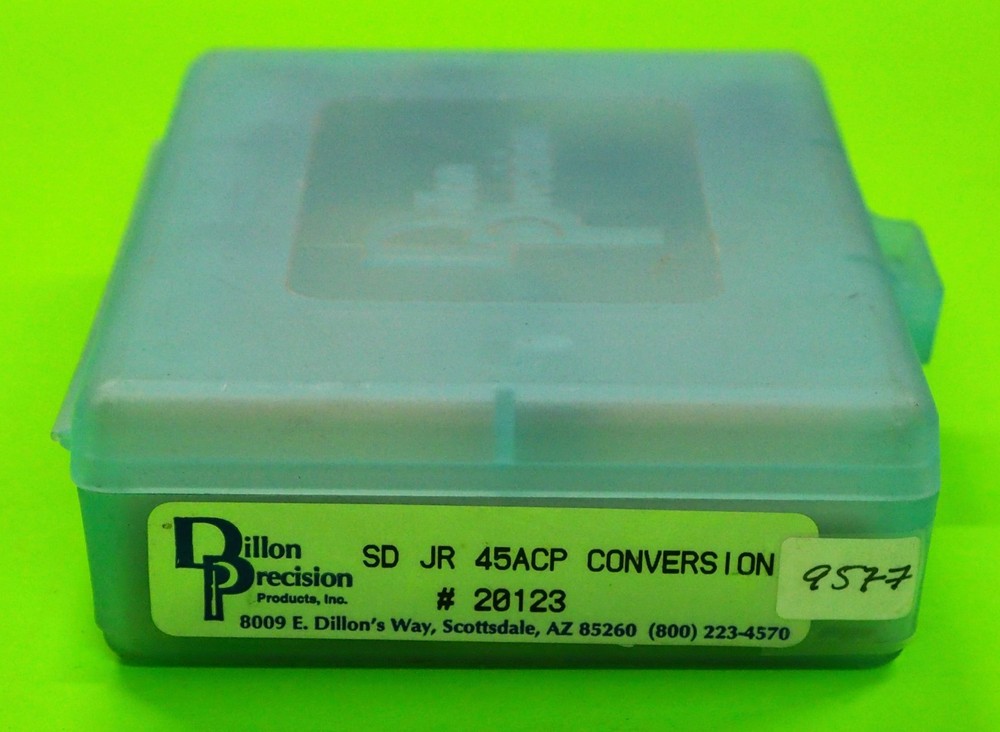 Dillon
Precision
Products, Inc.
SD JR 45ACP CONVERSION
# 20123
8009 E. Dillon's Way, Scottsdale, AZ 85260 (800) 223-4570
9577